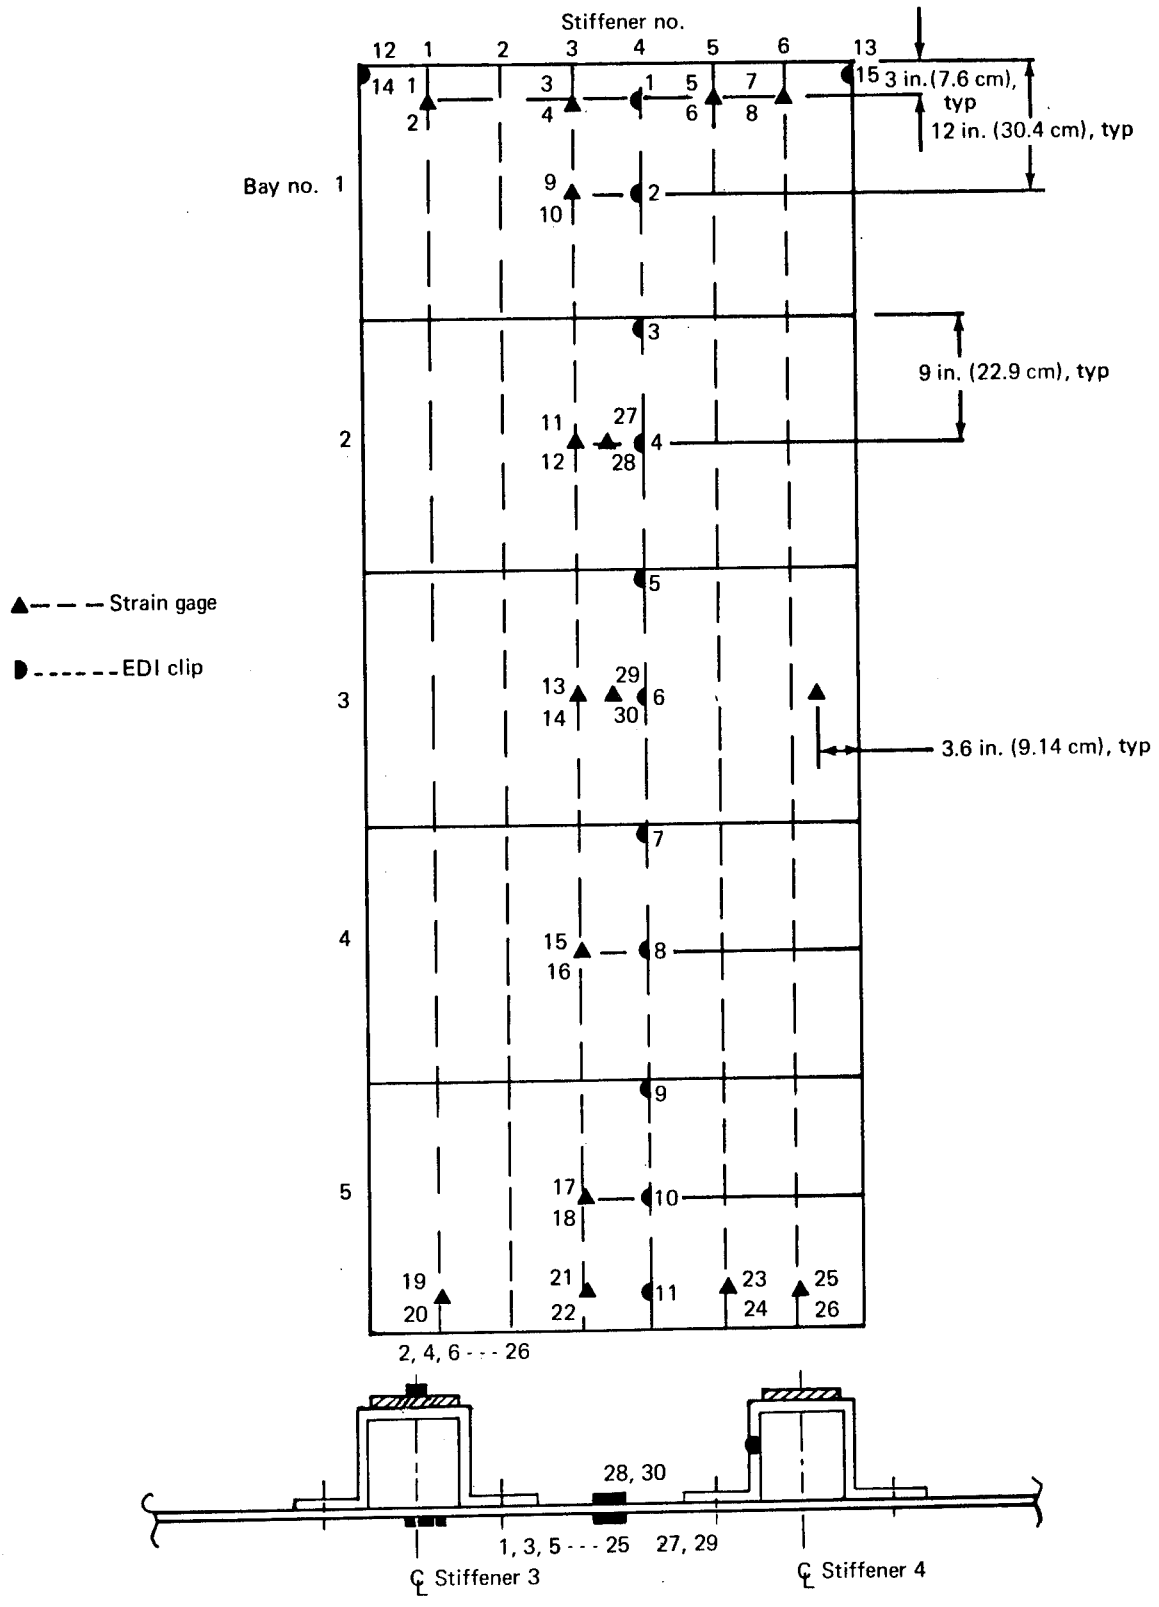 Stiffener no.
12 1 2 3 4 5 6 13
14 1 3 1 5 7 15 3 in. (7.6 cm),
typ
2 4 6 8 12 in. (30.4 cm), typ
Bay no. 1 9 2
10
3
9 in. (22.9 cm), typ
11 27
2 4
12 28
5
Strain gage
EDI clip
13 29
3 6
14 30
3.6 in. (9.14 cm), typ
7
4 15 8
16
9
5 17 10
18
19 21 11 23 25
20 22 24 26
2, 4, 6 --- 26
28, 30
1, 3, 5 --- 25 27, 29
℄ Stiffener 3
℄ Stiffener 4